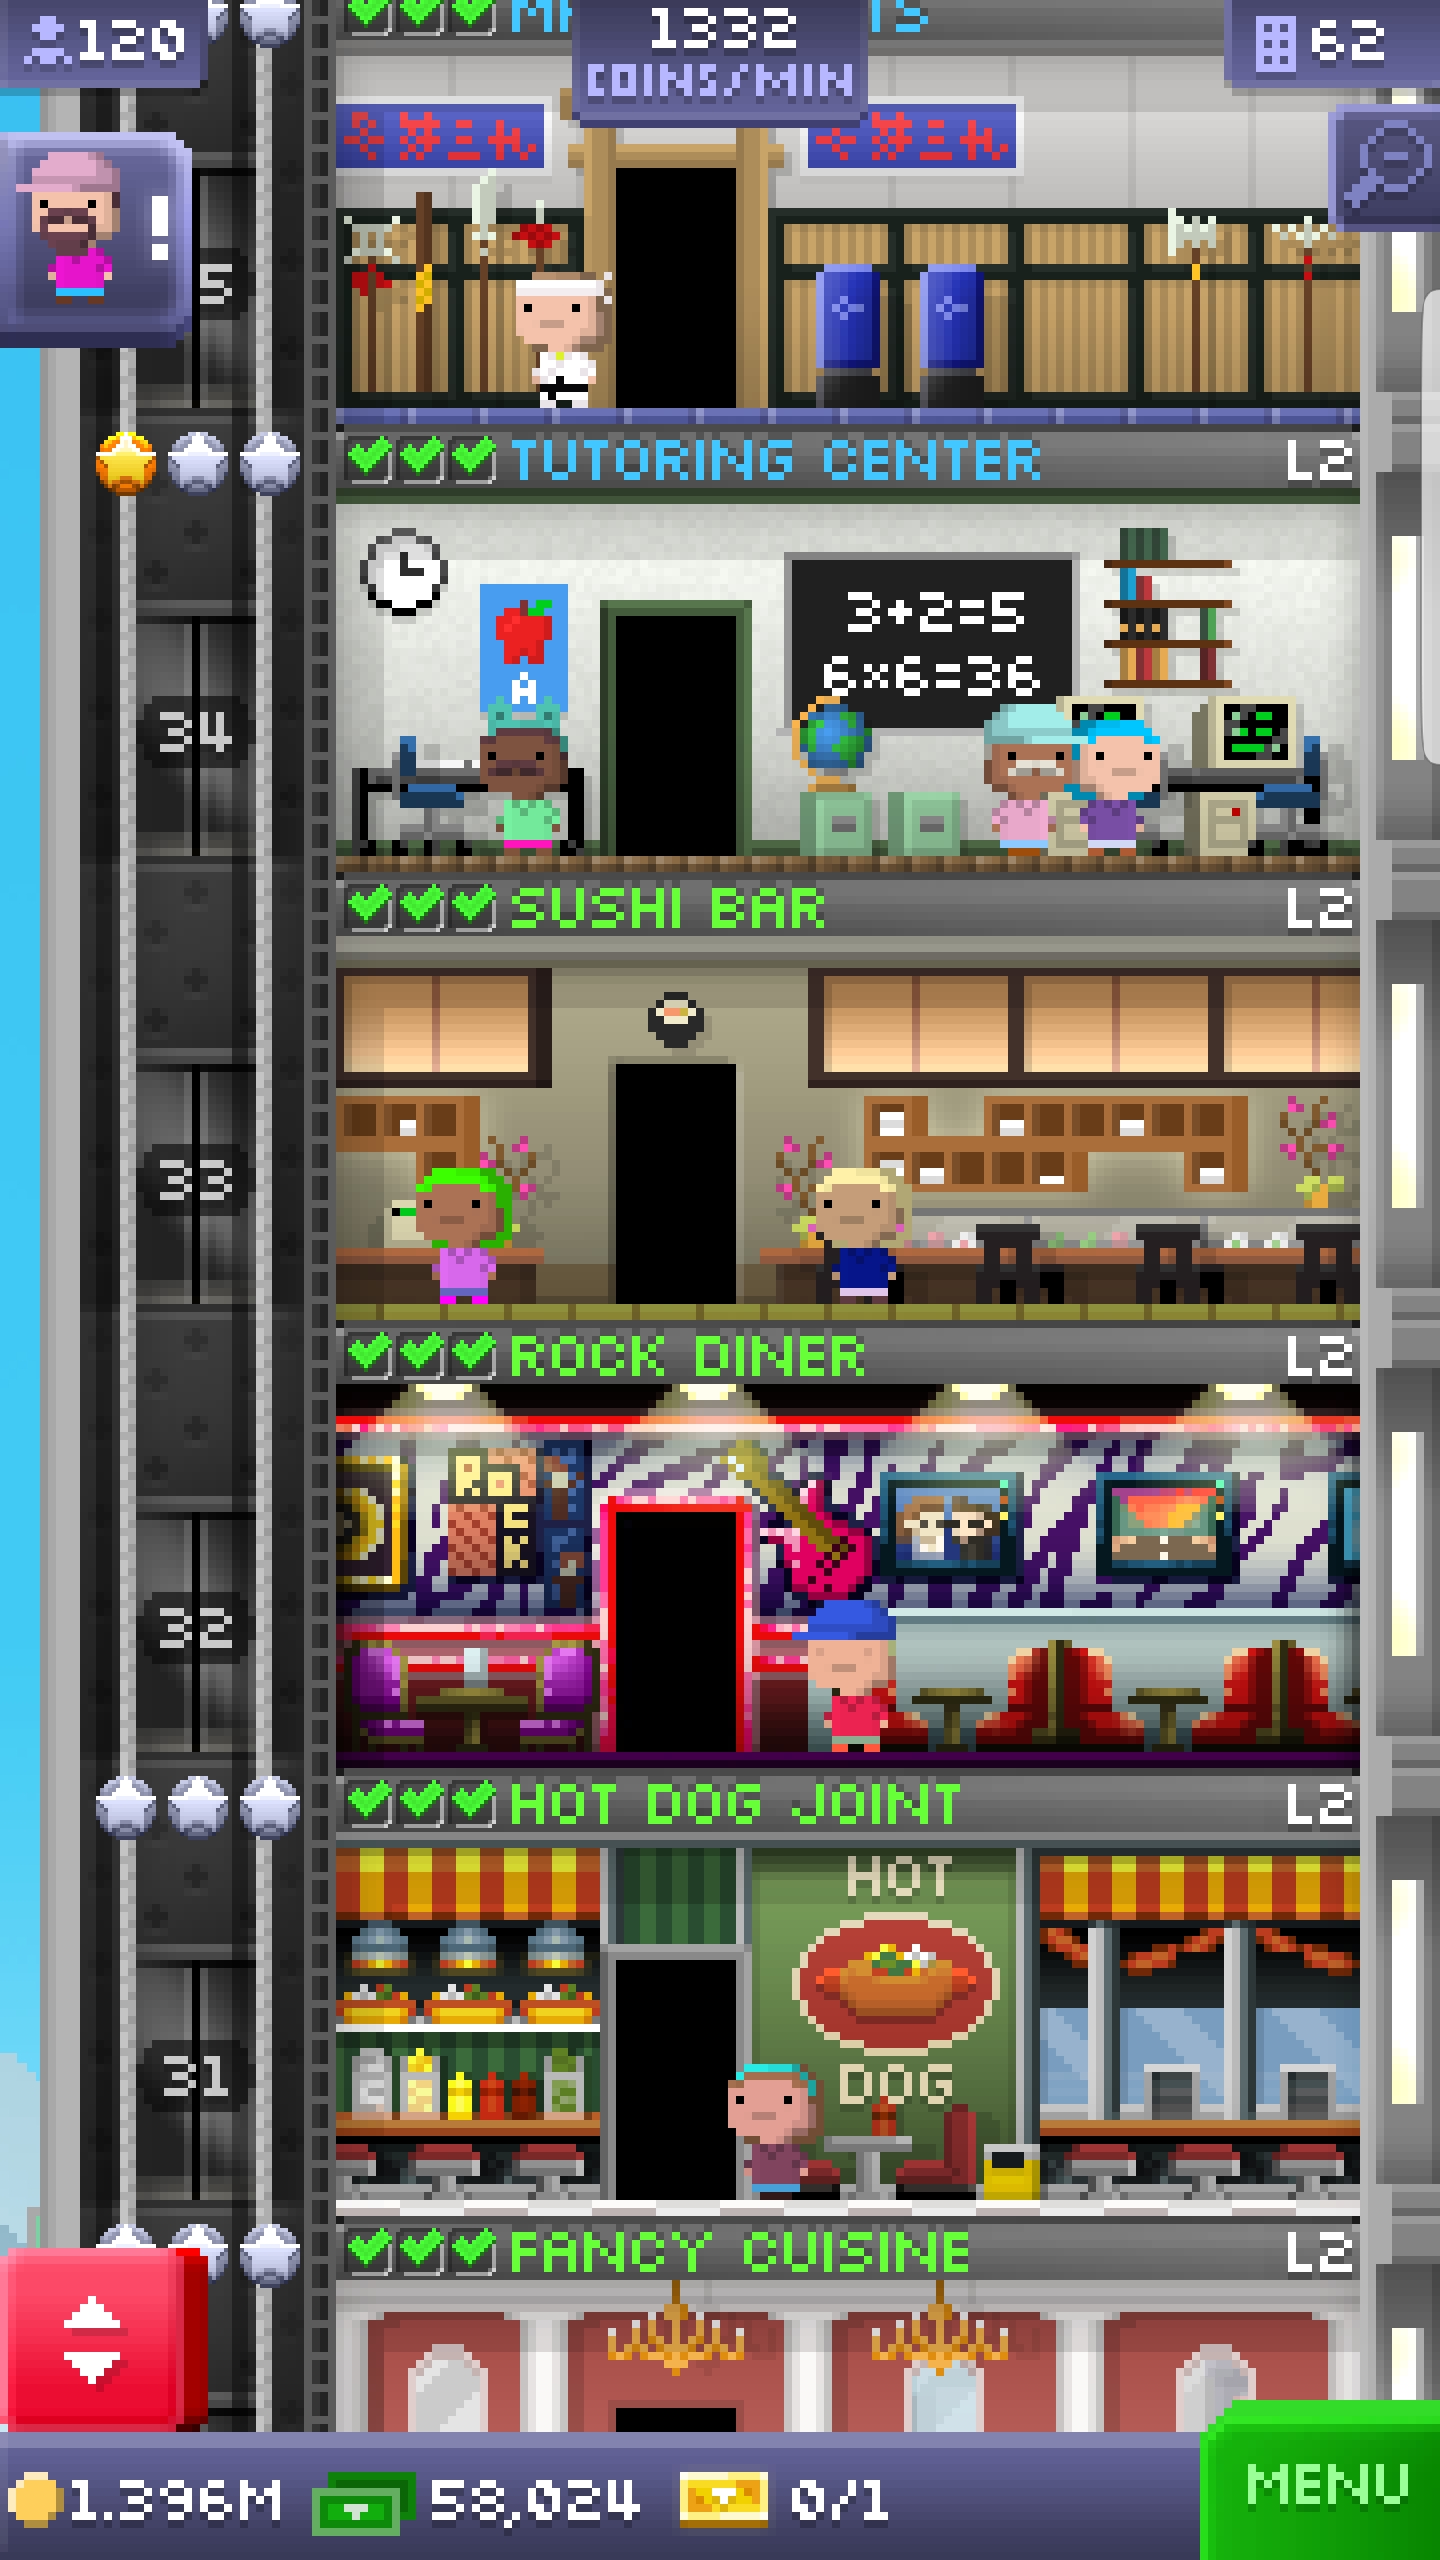 120
1332
COINS/MIN
62
!
5
TUTORING CENTER
L2
3+2=5
6×6=36
A
34
SUSHI BAR
L2
33
ROCK DINER
L2
ROCK
32
HOT DOG JOINT
L2
HOT
DOG
31
FANCY CUISINE
L2
1.396M
58,024
0/1
MENU